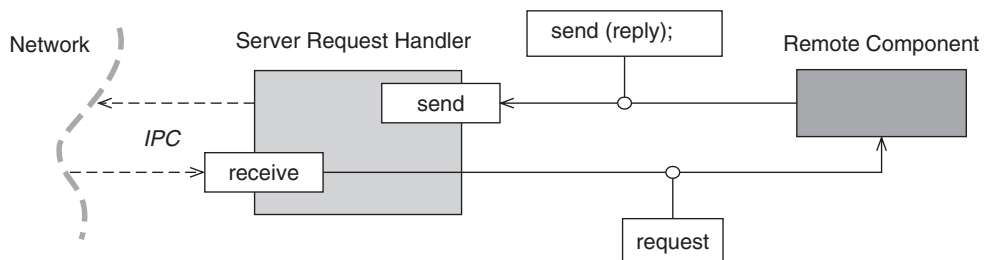 send (reply);
Network
Server Request Handler
Remote Component
send
IPC
receive
request